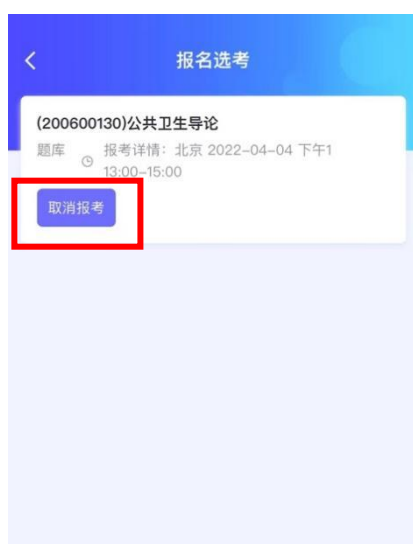 报名选考
(200600130)公共卫生导论
题库 报考详情：北京 2022-04-04 下午1
13:00-15:00
取消报考